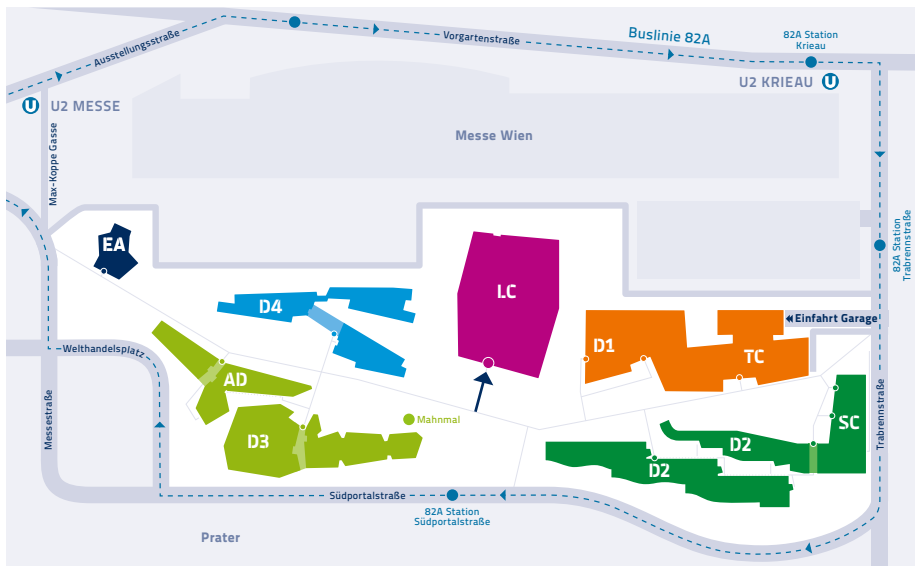 Ausstellungsstraße
Vorgartenstraße
Buslinie 82A
82A Station
Krieau
U2 KRIEAU U
U U2 MESSE
Messe Wien
Max-Koppe Gasse
82A Station
Trabrennstraße
EA
D4
LC
Einfahrt Garage
D1
TC
Welthandelsplatz
AD
Mahnmal
D3
D2
D2
SC
Messestraße
Trabrennstraße
Südportalstraße
82A Station
Südportalstraße
Prater